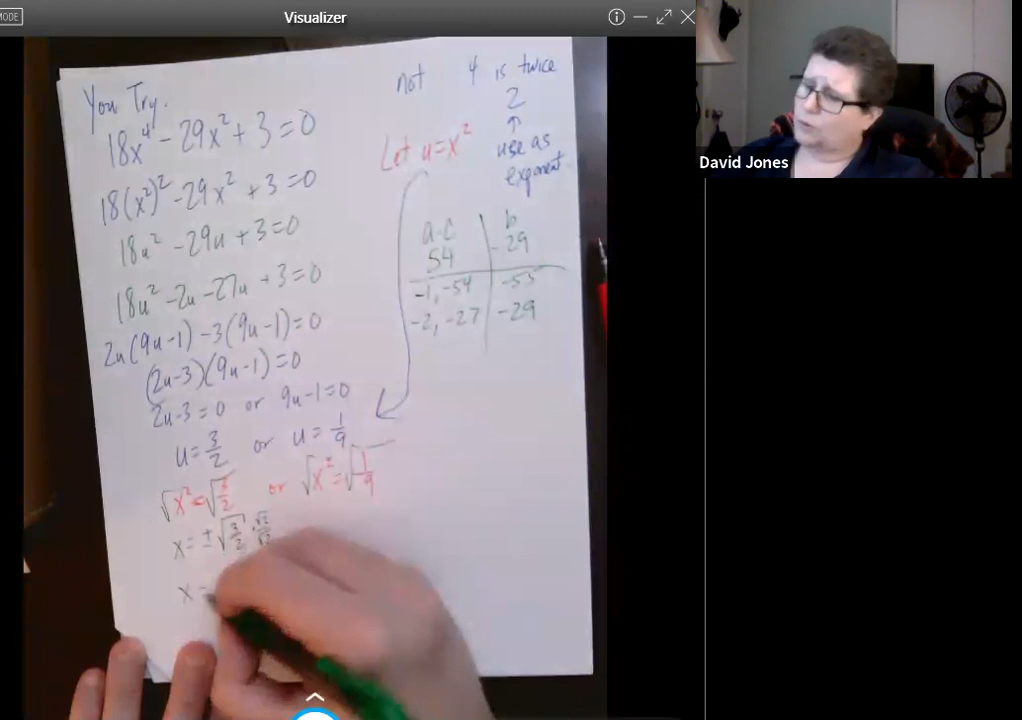 MODE
Visualizer
You Try.
18x⁴ - 29x² + 3 = 0
18(x²)² - 29x² + 3 = 0
18u² - 29u + 3 = 0
18u² - 2u - 27u + 3 = 0
2u(9u-1) - 3(9u-1) = 0
(2u-3)(9u-1) = 0
2u-3 = 0 or 9u-1 = 0
u = 3/2 or u = 1/9
√x² = √3/2 or √x² = √1/9
x = ± √3/2 · √2/√2
x =
not 4 is twice
2
↑
use as
exponent.
Let u = x²
a·c b
54 -29
-1, -54 -55
-2, -27 -29
David Jones